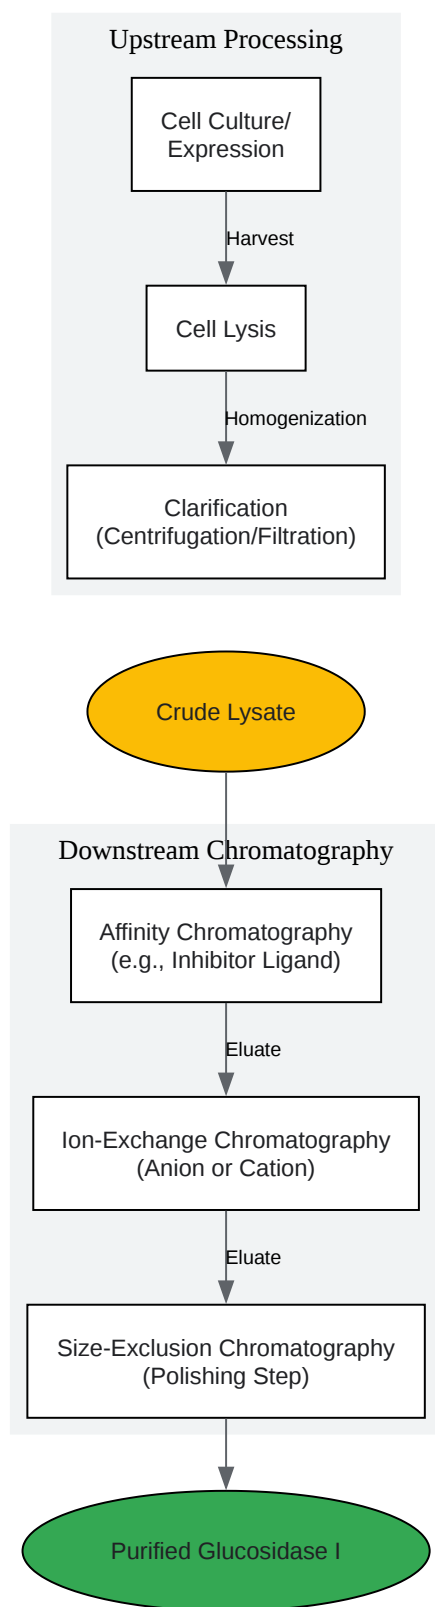 Upstream Processing
Cell Culture/
Expression
Harvest
Cell Lysis
Homogenization
Clarification
(Centrifugation/Filtration)
Crude Lysate
Downstream Chromatography
Affinity Chromatography
(e.g., Inhibitor Ligand)
Eluate
Ion-Exchange Chromatography
(Anion or Cation)
Eluate
Size-Exclusion Chromatography
(Polishing Step)
Purified Glucosidase I